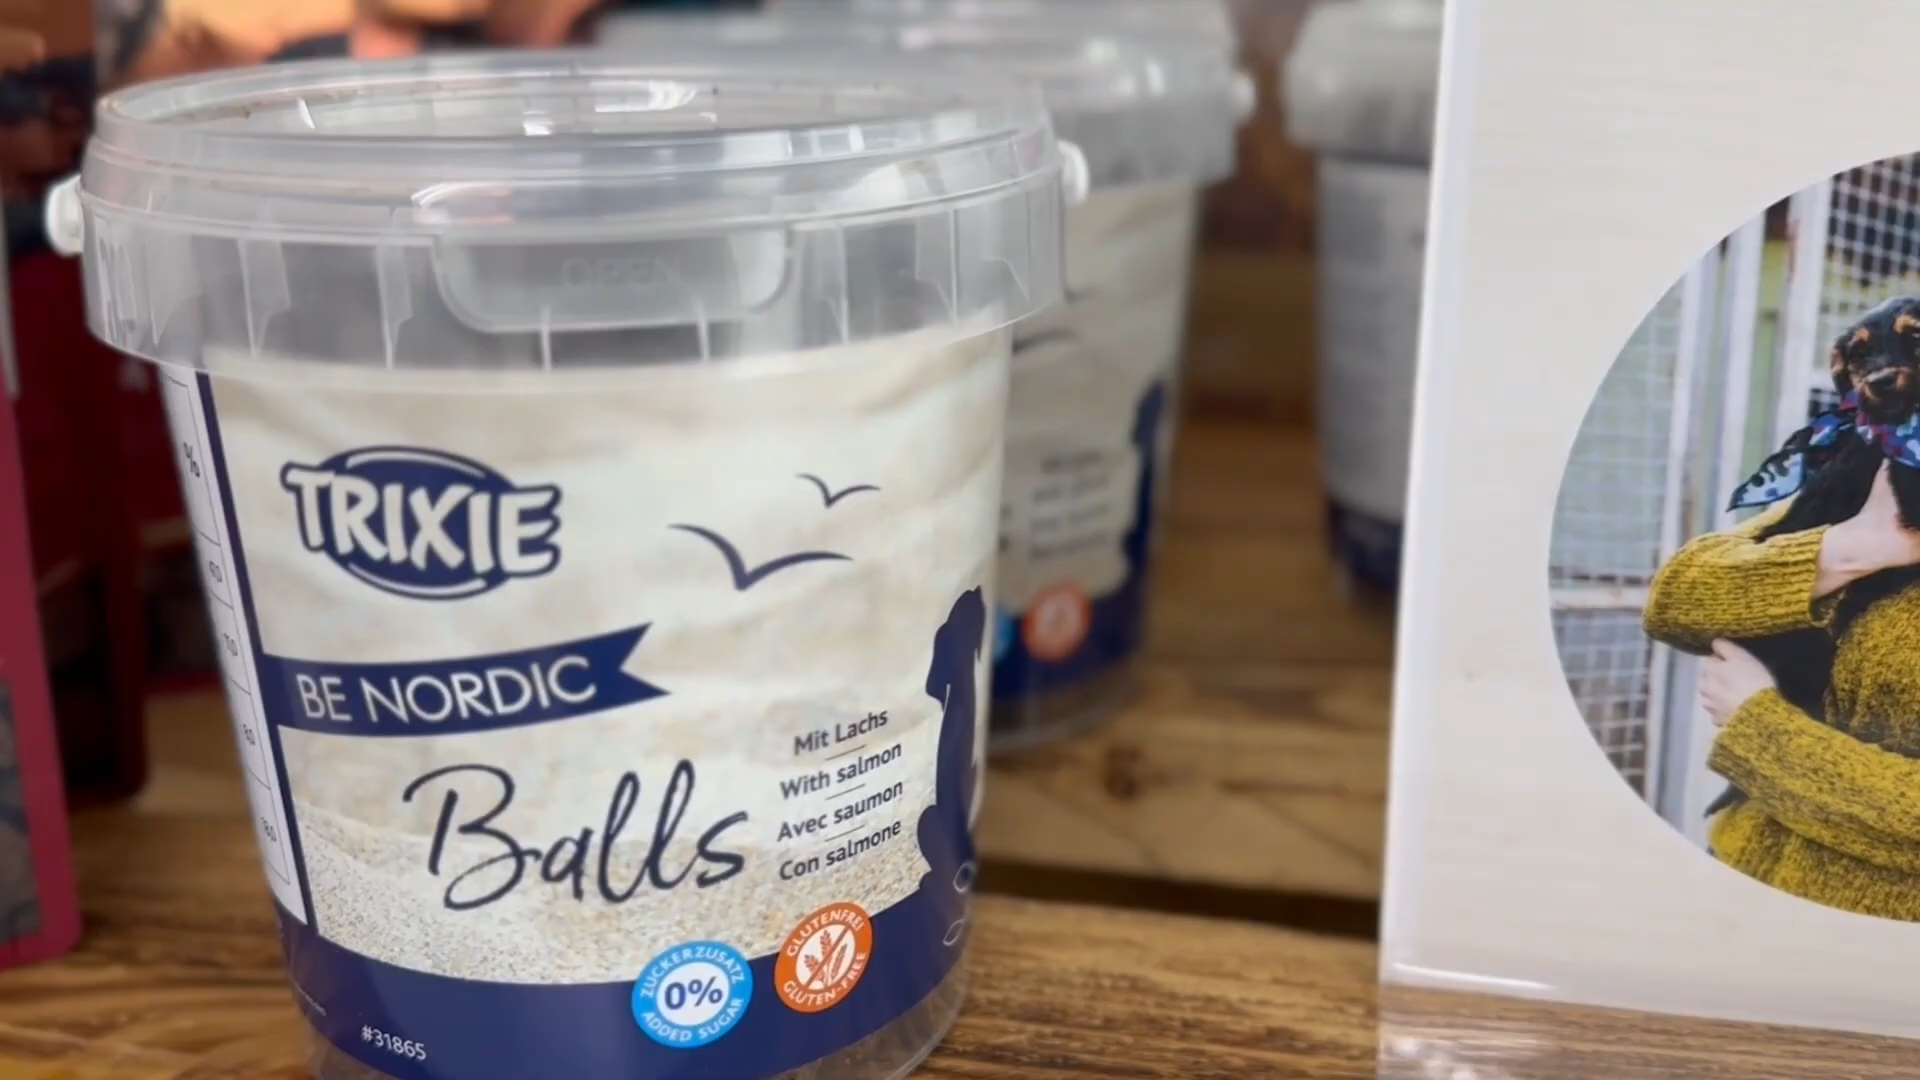 OPEN
TRIXIE
BE NORDIC
Balls
Mit Lachs
With salmon
Avec saumon
Con salmone
ZUCKERZUSATZ
0%
ADDED SUGAR
GLUTENFREI
GLUTEN-FREE
#31865
%